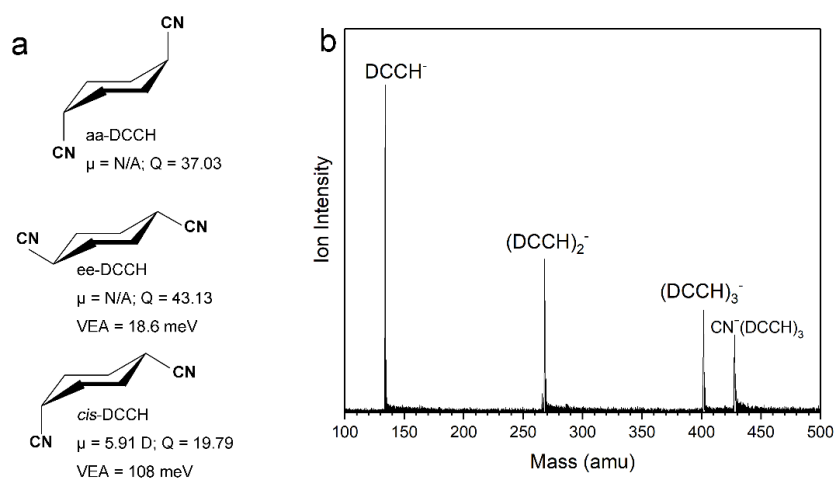 a
CN
CN
aa-DCCH
μ = N/A; Q = 37.03
CN
CN
ee-DCCH
μ = N/A; Q = 43.13
VEA = 18.6 meV
CN
cis-DCCH
CN
μ = 5.91 D; Q = 19.79
VEA = 108 meV
b
DCCH⁻
(DCCH)₂⁻
(DCCH)₃⁻
CN⁻(DCCH)₃
Ion Intensity
100 150 200 250 300 350 400 450 500
Mass (amu)